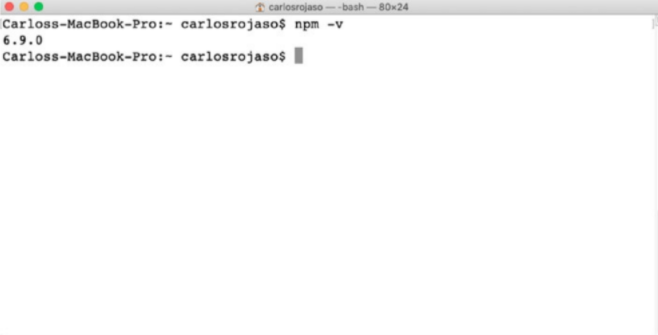 carlosrojaso — -bash — 80×24
Carloss-MacBook-Pro:~ carlosrojaso$ npm -v
6.9.0
Carloss-MacBook-Pro:~ carlosrojaso$